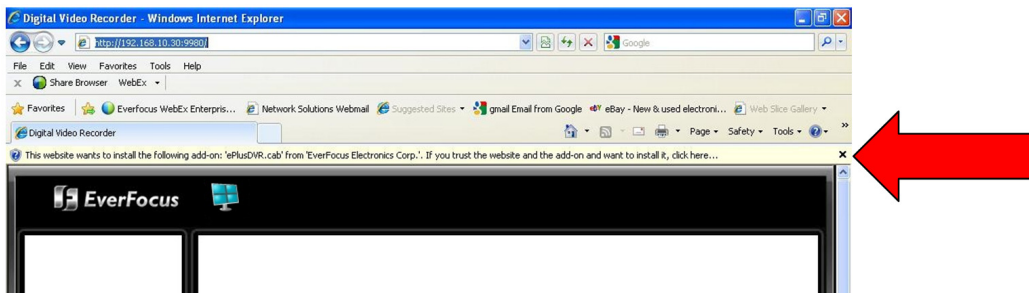 Digital Video Recorder - Windows Internet Explorer
http://192.168.10.30:9980/
Google
File Edit View Favorites Tools Help
x Share Browser WebEx
Favorites Everfocus WebEx Enterpris... Network Solutions Webmail Suggested Sites gmail Email from Google eBay - New & used electroni... Web Slice Gallery
Digital Video Recorder
Page Safety Tools »
This website wants to install the following add-on: 'ePlusDVR.cab' from 'EverFocus Electronics Corp.'. If you trust the website and the add-on and want to install it, click here...
EverFocus